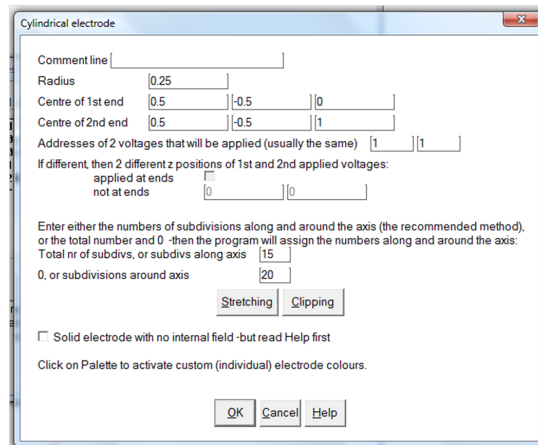 Cylindrical electrode
Comment line
Radius 0.25
Centre of 1st end 0.5 -0.5 0
Centre of 2nd end 0.5 -0.5 1
Addresses of 2 voltages that will be applied (usually the same) 1 1
If different, then 2 different z positions of 1st and 2nd applied voltages:
applied at ends
not at ends 0 0
Enter either the numbers of subdivisions along and around the axis (the recommended method),
or the total number and 0 -then the program will assign the numbers along and around the axis:
Total nr of subdivs, or subdivs along axis 15
0, or subdivisions around axis 20
Stretching Clipping
Solid electrode with no internal field -but read Help first
Click on Palette to activate custom (individual) electrode colours.
OK Cancel Help